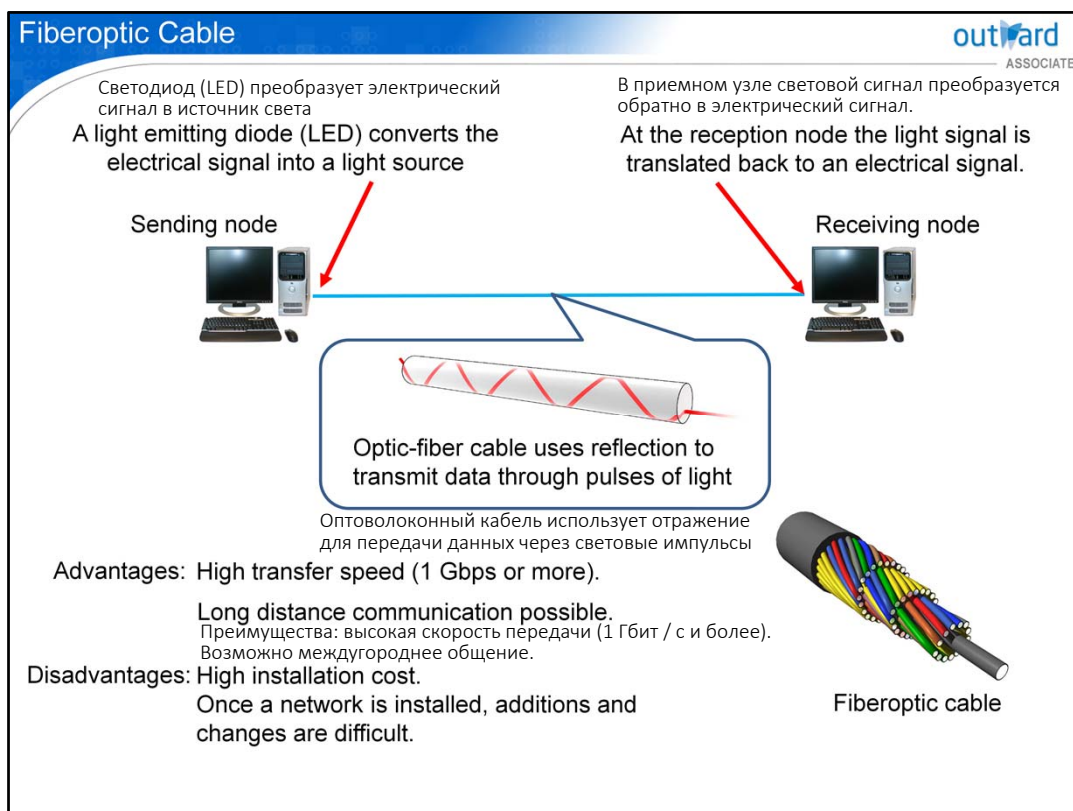 Fiberoptic Cable
outward
ASSOCIATE
Светодиод (LED) преобразует электрический
сигнал в источник света
A light emitting diode (LED) converts the
electrical signal into a light source
В приемном узле световой сигнал преобразуется
обратно в электрический сигнал.
At the reception node the light signal is
translated back to an electrical signal.
Sending node
Receiving node
Optic-fiber cable uses reflection to
transmit data through pulses of light
Оптоволоконный кабель использует отражение
для передачи данных через световые импульсы
Advantages: High transfer speed (1 Gbps or more).
Long distance communication possible.
Преимущества: высокая скорость передачи (1 Гбит / с и более).
Возможно междугороднее общение.
Disadvantages: High installation cost.
Once a network is installed, additions and
changes are difficult.
Fiberoptic cable